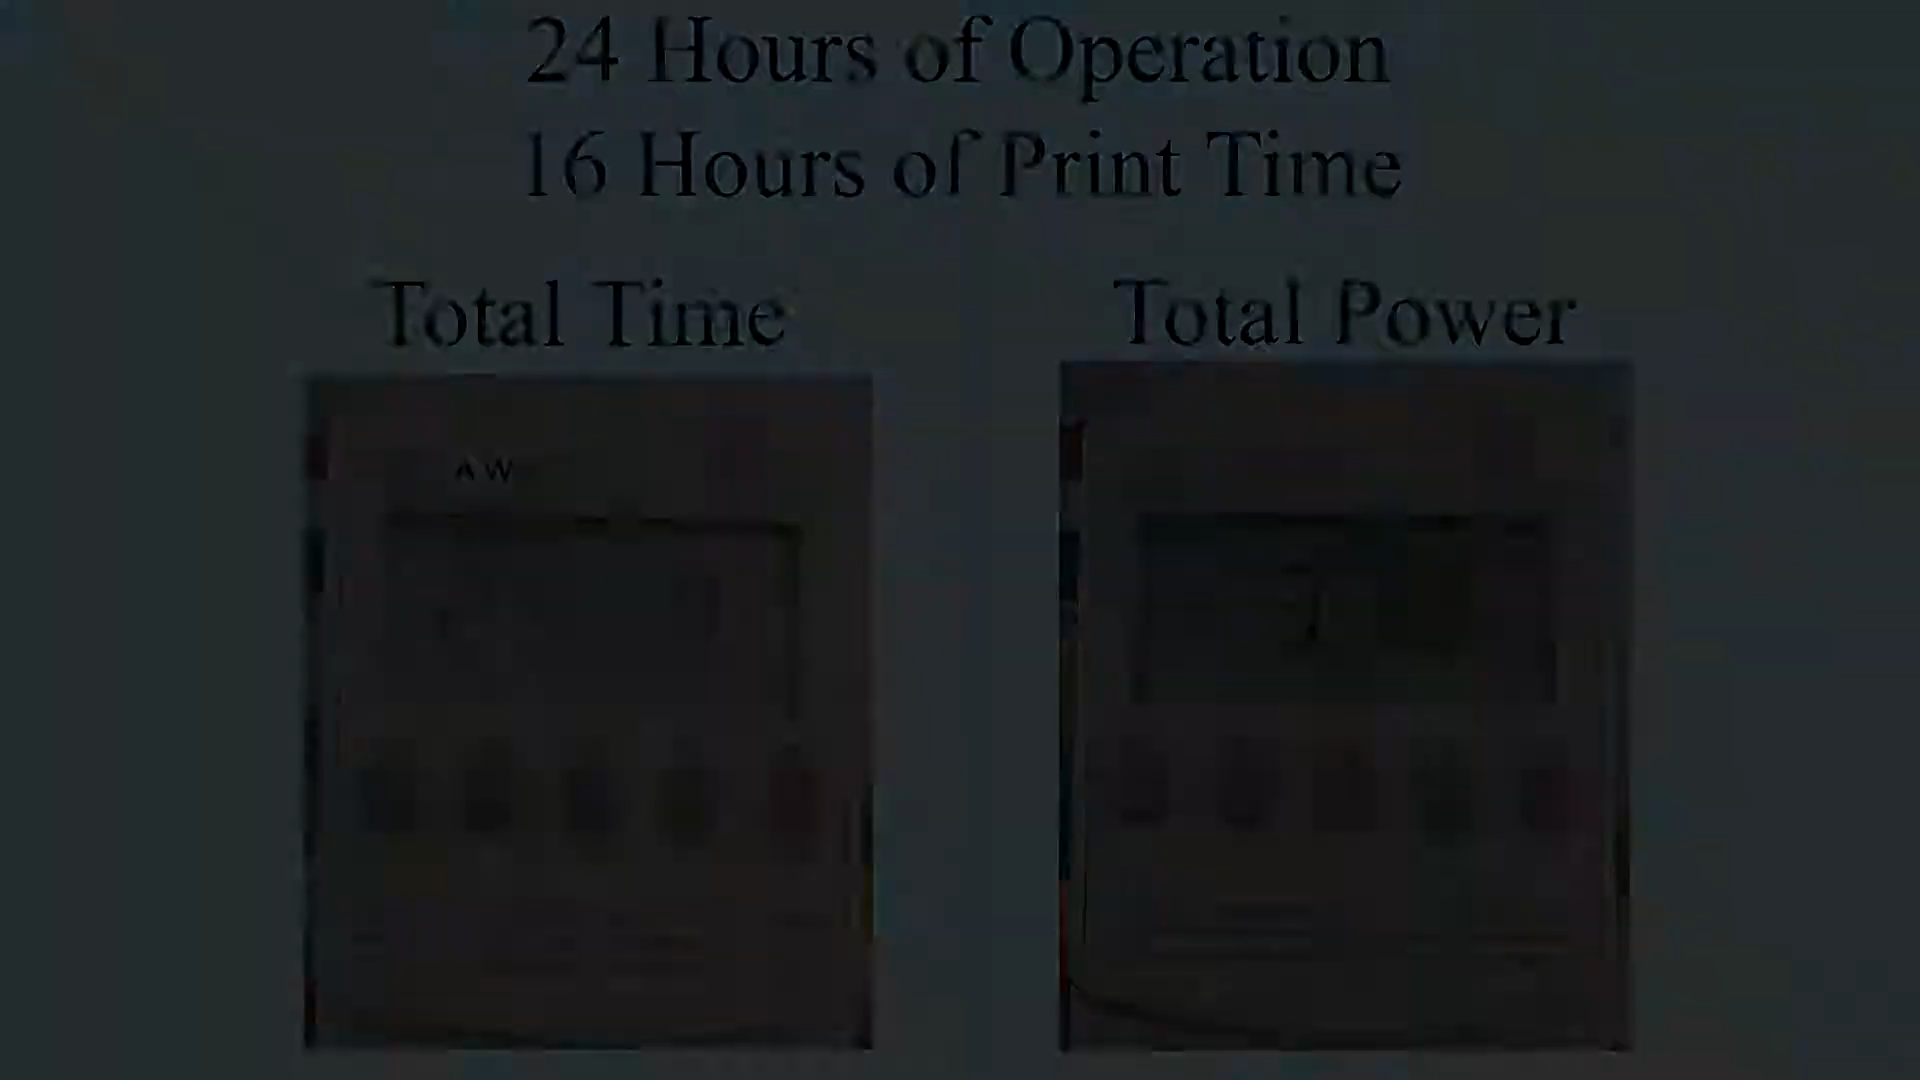 24 Hours of Operation
16 Hours of Print Time
Total Time
Total Power